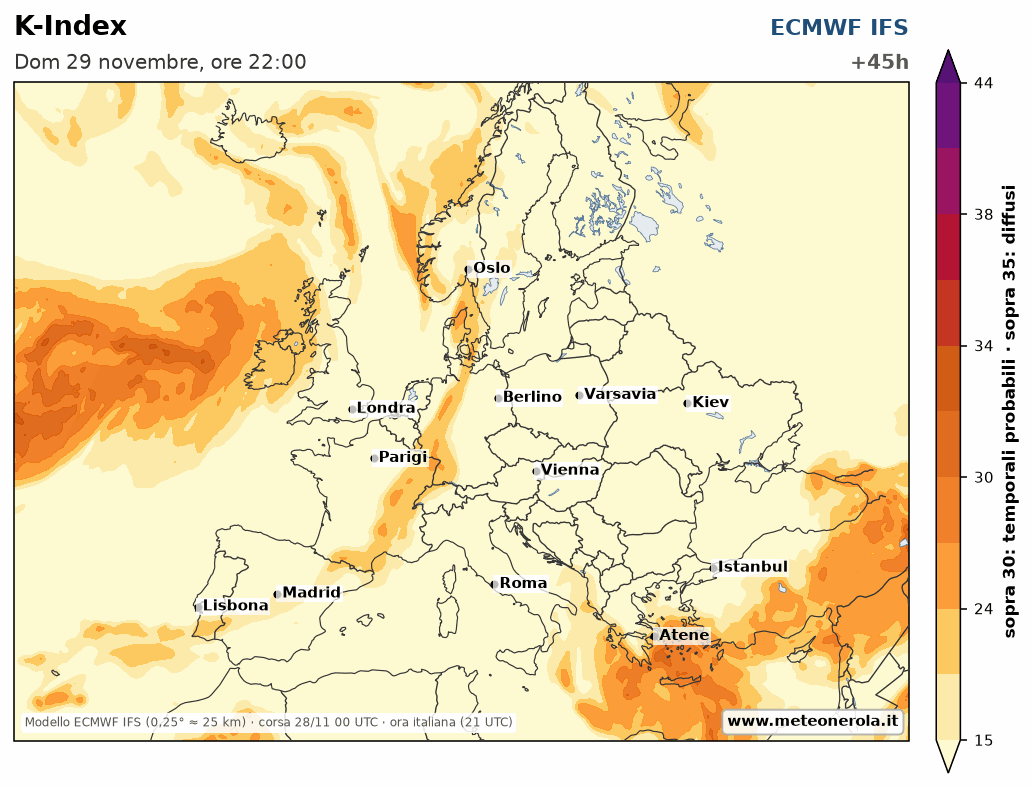 K-Index
ECMWF IFS
Dom 29 novembre, ore 22:00
+45h
Oslo
Berlino
Varsavia
Kiev
Londra
Parigi
Vienna
Istanbul
Roma
Madrid
Lisbona
Atene
Modello ECMWF IFS (0,25° ≈ 25 km) · corsa 28/11 00 UTC · ora italiana (21 UTC)
www.meteonerola.it
44
38
34
30
24
15
sopra 30: temporali probabili · sopra 35: diffusi